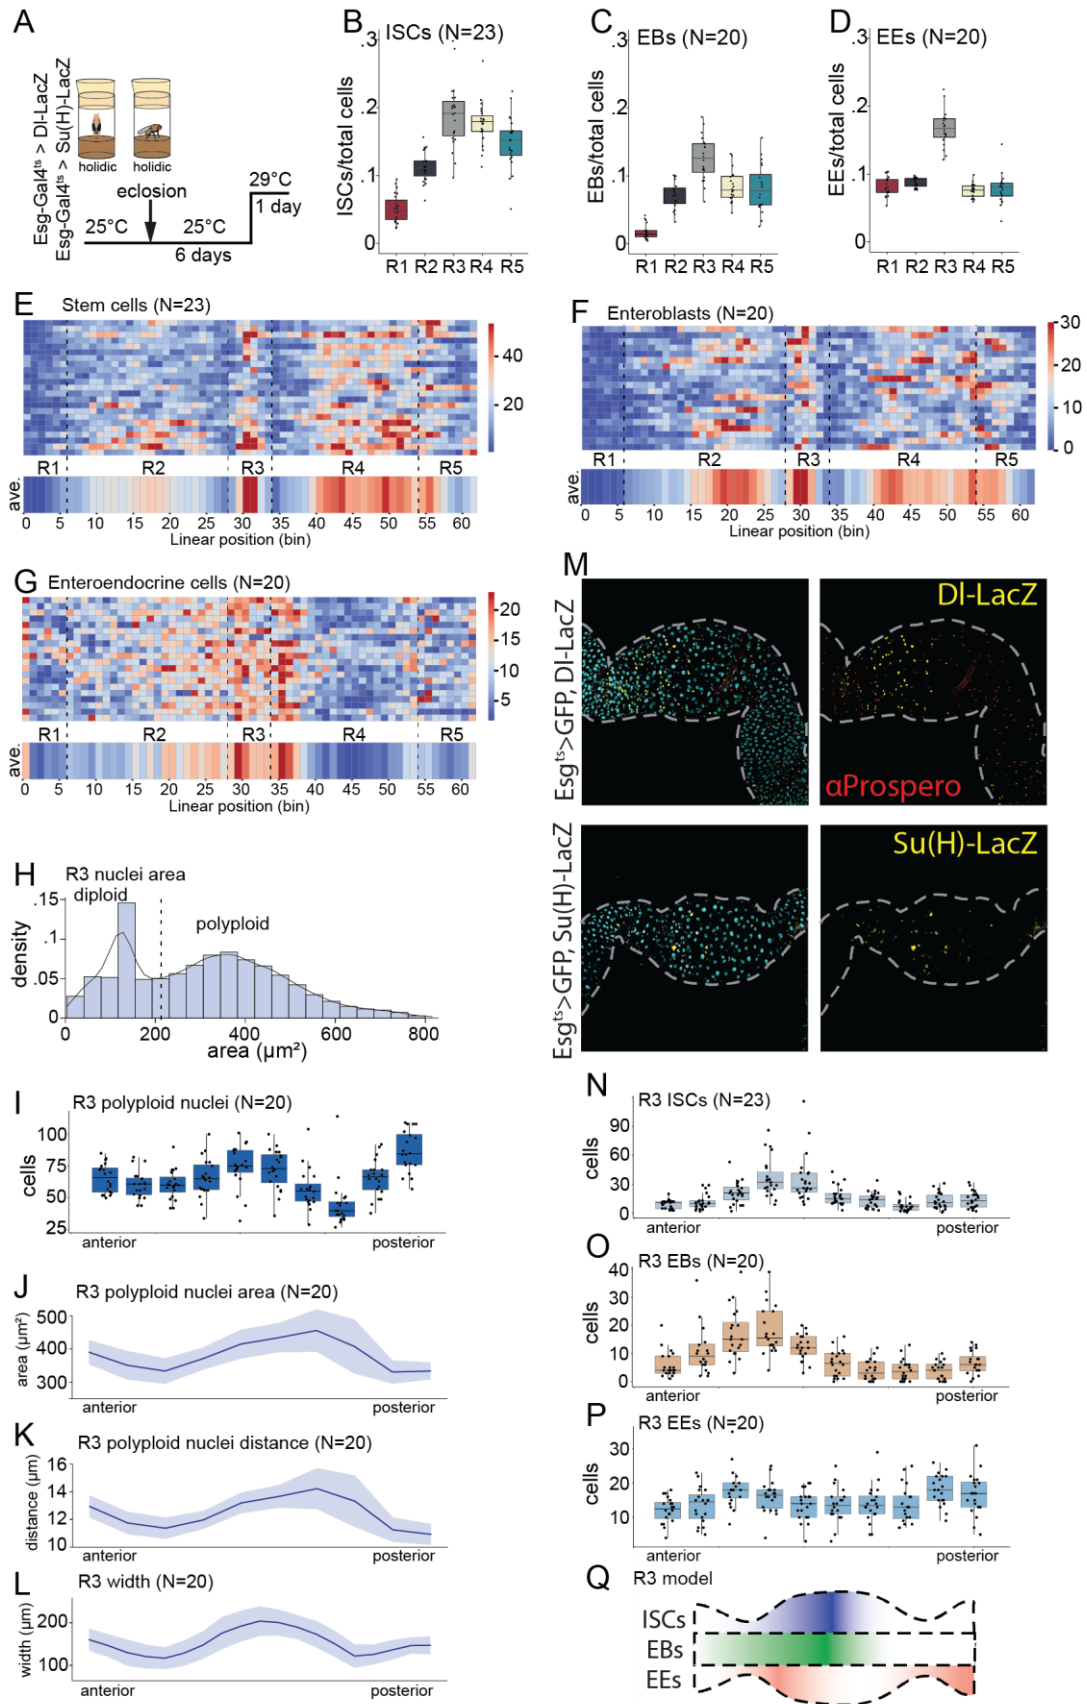 A
Esg-Gal4ts > Dl-LacZ
Esg-Gal4ts > Su(H)-LacZ
holidic
holidic
eclosion
29°C
1 day
25°C
25°C
6 days
B
ISCs (N=23)
ISCs/total cells
.3
.2
.1
0
R1 R2 R3 R4 R5
C
EBs (N=20)
EBs/total cells
.3
.2
.1
0
R1 R2 R3 R4 R5
D
EEs (N=20)
EEs/total cells
.3
.2
.1
0
R1 R2 R3 R4 R5
E
Stem cells (N=23)
40
20
R1 R2 R3 R4 R5
ave.
0 5 10 15 20 25 30 35 40 45 50 55 60
Linear position (bin)
F
Enteroblasts (N=20)
30
20
10
0
R1 R2 R3 R4 R5
ave.
0 5 10 15 20 25 30 35 40 45 50 55 60
Linear position (bin)
G
Enteroendocrine cells (N=20)
20
15
10
5
R1 R2 R3 R4 R5
ave.
0 5 10 15 20 25 30 35 40 45 50 55 60
Linear position (bin)
H
R3 nuclei area
diploid
polyploid
density
.15
.1
.05
0
0 200 400 600 800
area (µm²)
I
R3 polyploid nuclei (N=20)
cells
100
75
50
25
anterior posterior
J
R3 polyploid nuclei area (N=20)
area (µm²)
500
400
300
anterior posterior
K
R3 polyploid nuclei distance (N=20)
distance (µm)
16
14
12
10
anterior posterior
L
R3 width (N=20)
width (µm)
200
100
anterior posterior
M
Esgts>GFP, Dl-LacZ
Dl-LacZ
αProspero
Esgts>GFP, Su(H)-LacZ
Su(H)-LacZ
N
R3 ISCs (N=23)
cells
90
60
30
0
anterior posterior
O
R3 EBs (N=20)
cells
40
30
20
10
0
anterior posterior
P
R3 EEs (N=20)
cells
30
20
10
anterior posterior
Q
R3 model
ISCs
EBs
EEs